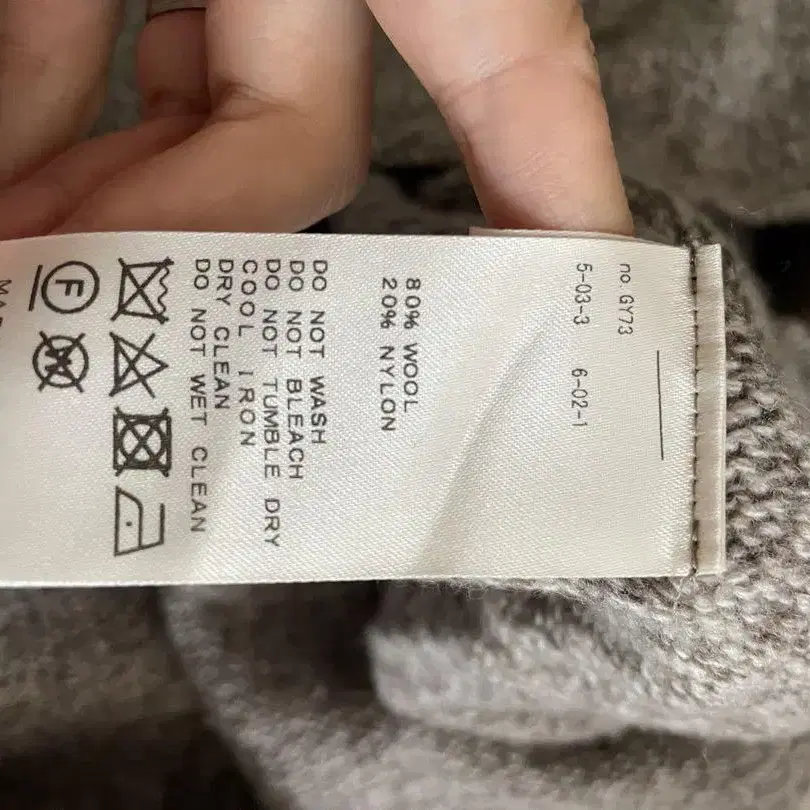 no. GY73
5-03-3 6-02-1
80% WOOL
20% NYLON
DO NOT WASH
DO NOT BLEACH
DO NOT TUMBLE DRY
COOL IRON
DRY CLEAN
DO NOT WET CLEAN
F
W